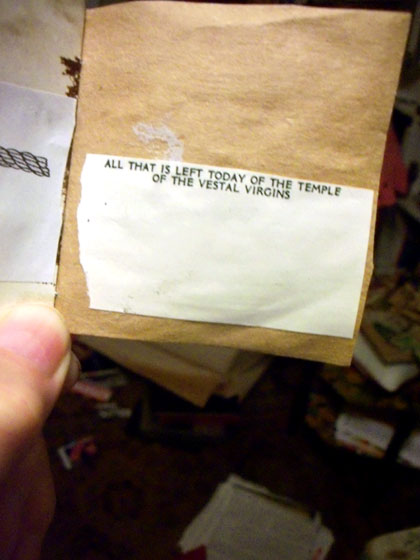 ALL THAT IS LEFT TODAY OF THE TEMPLE
OF THE VESTAL VIRGINS